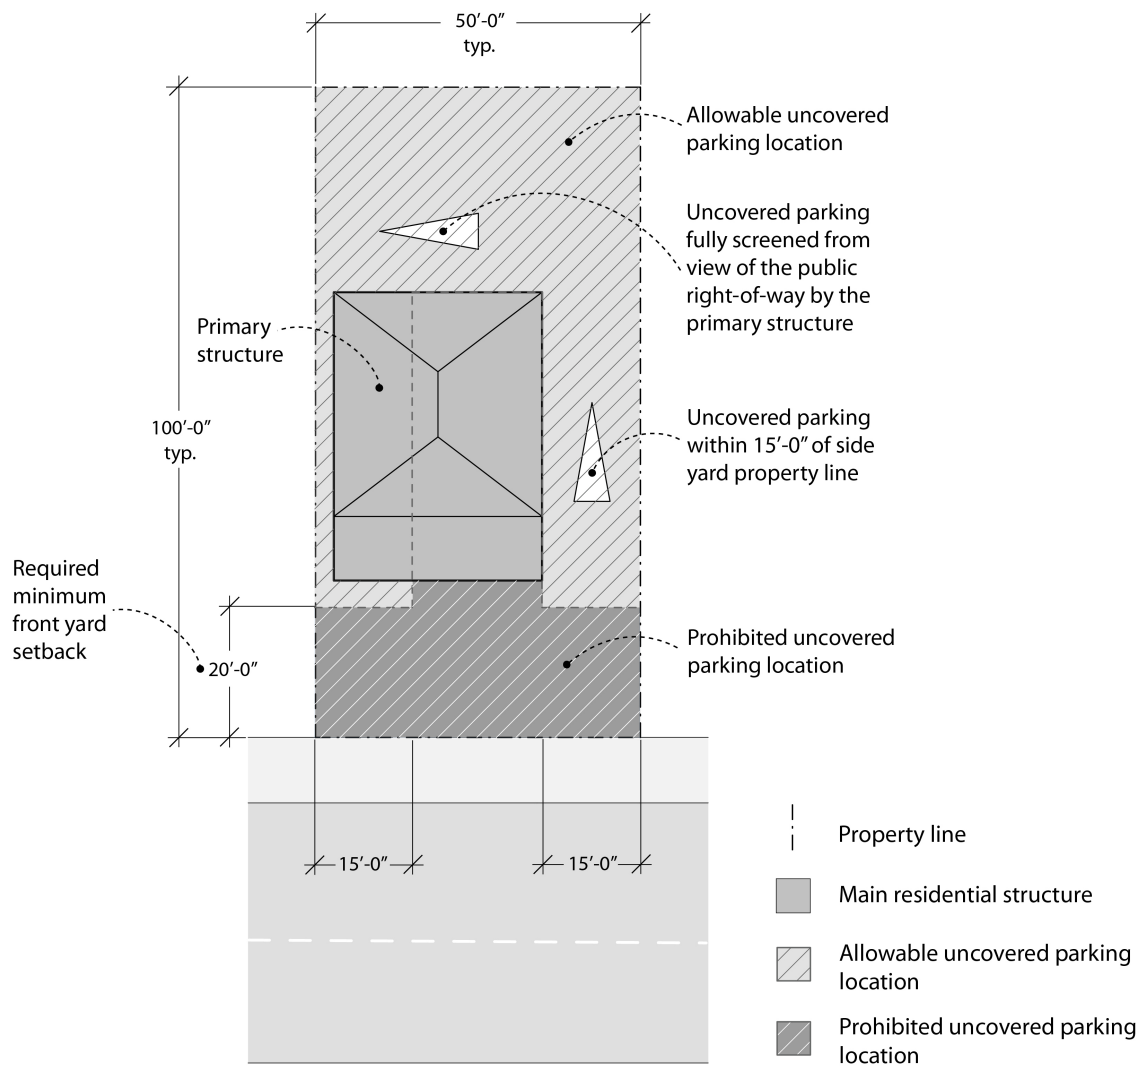 50’-0”
typ.
Allowable uncovered
parking location
Uncovered parking
fully screened from
view of the public
right-of-way by the
primary structure
Primary
structure
100’-0”
typ.
Uncovered parking
within 15’-0” of side
yard property line
Required
minimum
front yard
setback
20’-0”
Prohibited uncovered
parking location
15’-0”
15’-0”
Property line
Main residential structure
Allowable uncovered parking
location
Prohibited uncovered parking
location